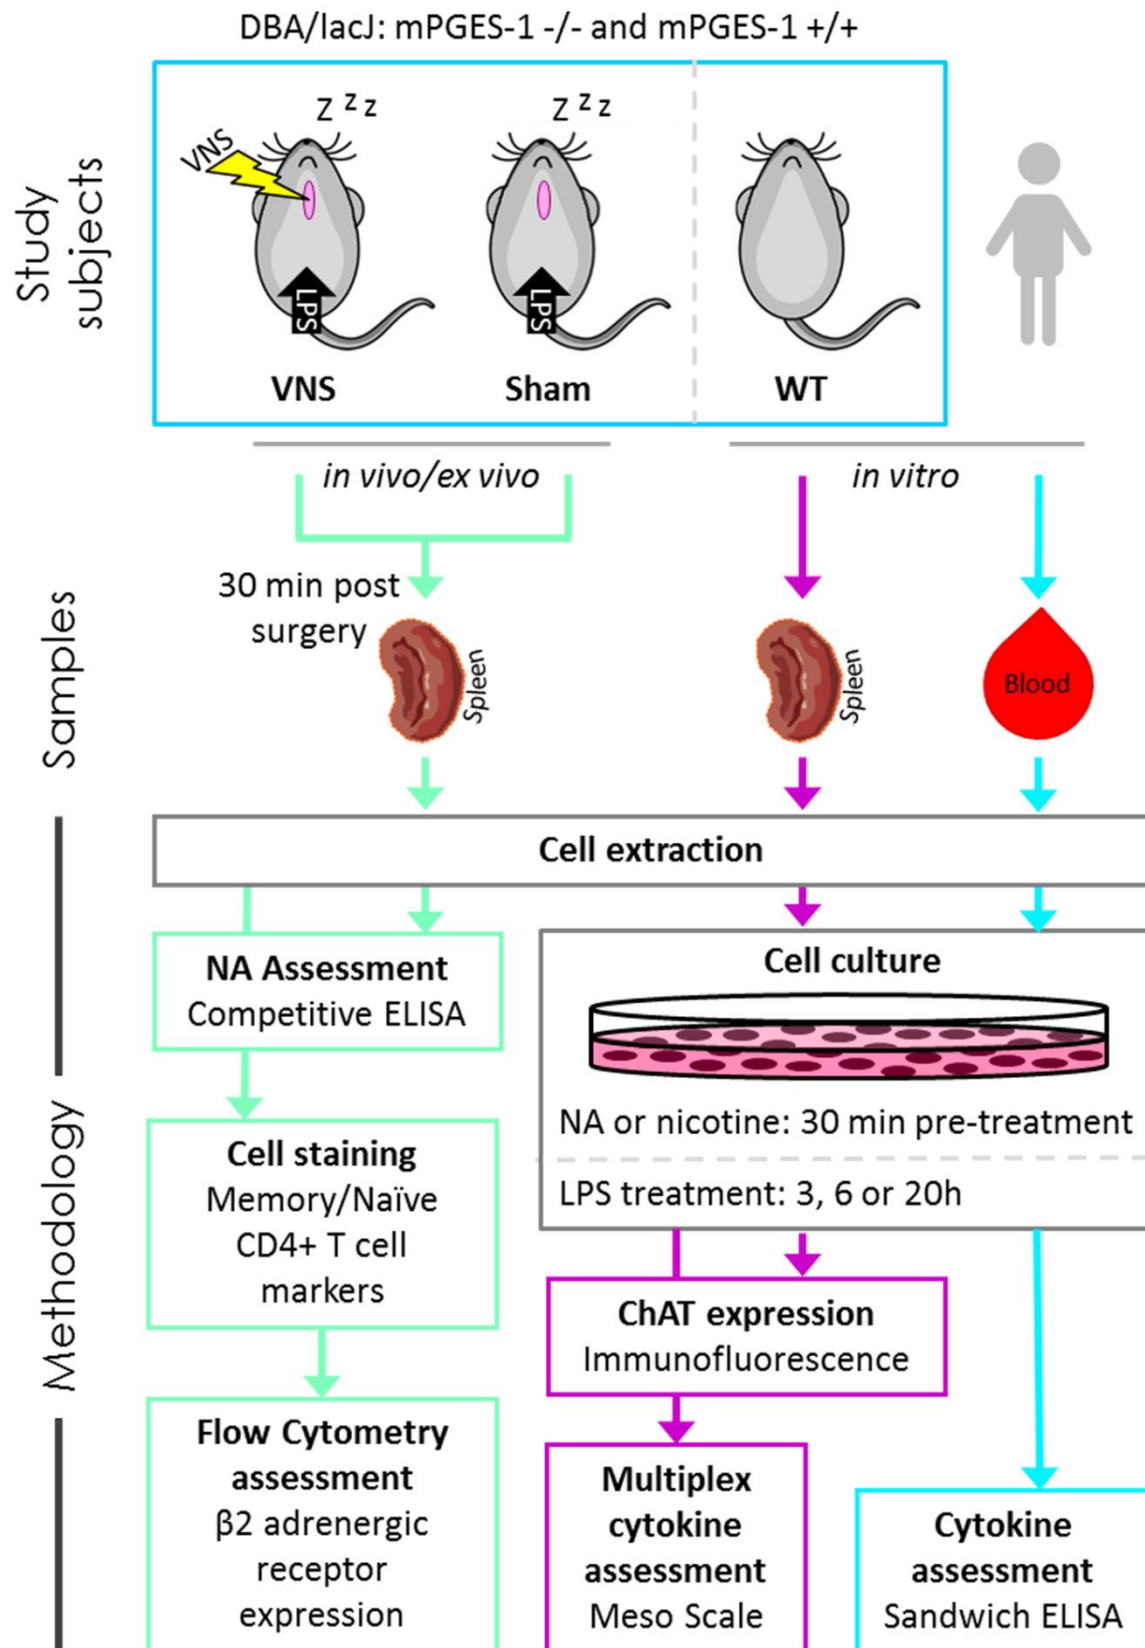 DBA/lacJ: mPGES-1 -/- and mPGES-1 +/+
Study
subjects
Z z z
Z z z
VNS
LPS
LPS
VNS
Sham
WT
in vivo/ex vivo
in vitro
Samples
30 min post
surgery
Spleen
Spleen
Blood
Methodology
Cell extraction
NA Assessment
Competitive ELISA
Cell culture
NA or nicotine: 30 min pre-treatment
LPS treatment: 3, 6 or 20h
Cell staining
Memory/Naïve
CD4+ T cell
markers
ChAT expression
Immunofluorescence
Flow Cytometry
assessment
β2 adrenergic
receptor
expression
Multiplex
cytokine
assessment
Meso Scale
Cytokine
assessment
Sandwich ELISA